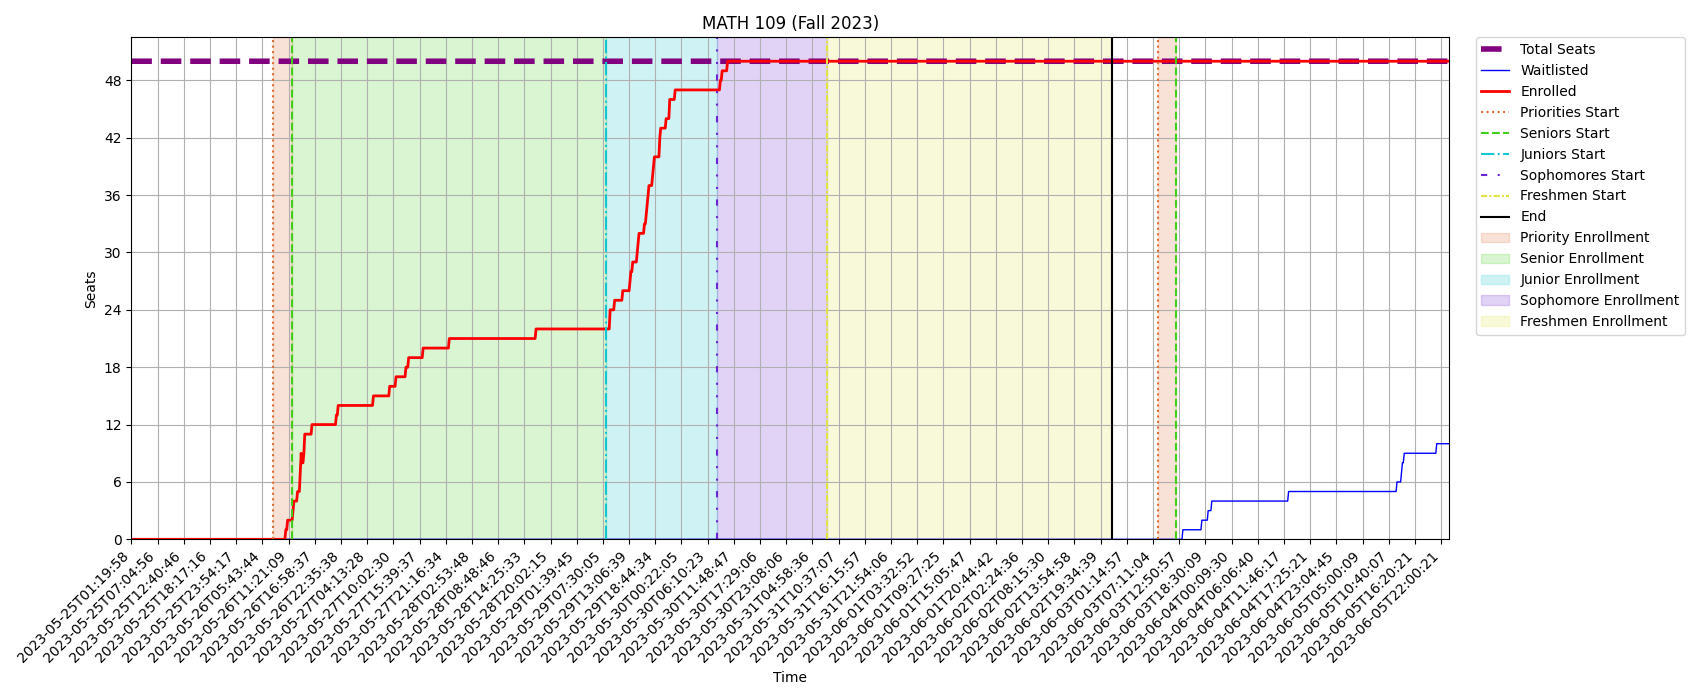 MATH 109 (Fall 2023)
Seats
48
42
36
30
24
18
12
6
0
2023-05-25T01:19:58
2023-05-25T07:04:56
2023-05-25T12:40:46
2023-05-25T18:17:16
2023-05-25T23:54:17
2023-05-26T05:43:44
2023-05-26T11:21:09
2023-05-26T16:58:37
2023-05-26T22:35:38
2023-05-27T04:13:28
2023-05-27T10:02:30
2023-05-27T15:39:37
2023-05-27T21:16:34
2023-05-28T02:53:48
2023-05-28T08:48:46
2023-05-28T14:25:33
2023-05-28T20:02:15
2023-05-29T01:39:45
2023-05-29T07:30:05
2023-05-29T13:06:39
2023-05-29T18:44:34
2023-05-30T00:22:05
2023-05-30T06:10:23
2023-05-30T11:48:47
2023-05-30T17:29:06
2023-05-30T23:08:06
2023-05-31T04:58:36
2023-05-31T10:37:07
2023-05-31T16:15:57
2023-05-31T21:54:06
2023-06-01T03:32:52
2023-06-01T09:27:25
2023-06-01T15:05:47
2023-06-01T20:44:42
2023-06-02T02:24:36
2023-06-02T08:15:30
2023-06-02T13:54:58
2023-06-02T19:34:39
2023-06-03T01:14:57
2023-06-03T07:11:04
2023-06-03T12:50:57
2023-06-03T18:30:09
2023-06-04T00:09:30
2023-06-04T06:06:40
2023-06-04T11:46:17
2023-06-04T17:25:21
2023-06-04T23:04:45
2023-06-05T05:00:09
2023-06-05T10:40:07
2023-06-05T16:20:21
2023-06-05T22:00:21
Time
Total Seats
Waitlisted
Enrolled
Priorities Start
Seniors Start
Juniors Start
Sophomores Start
Freshmen Start
End
Priority Enrollment
Senior Enrollment
Junior Enrollment
Sophomore Enrollment
Freshmen Enrollment